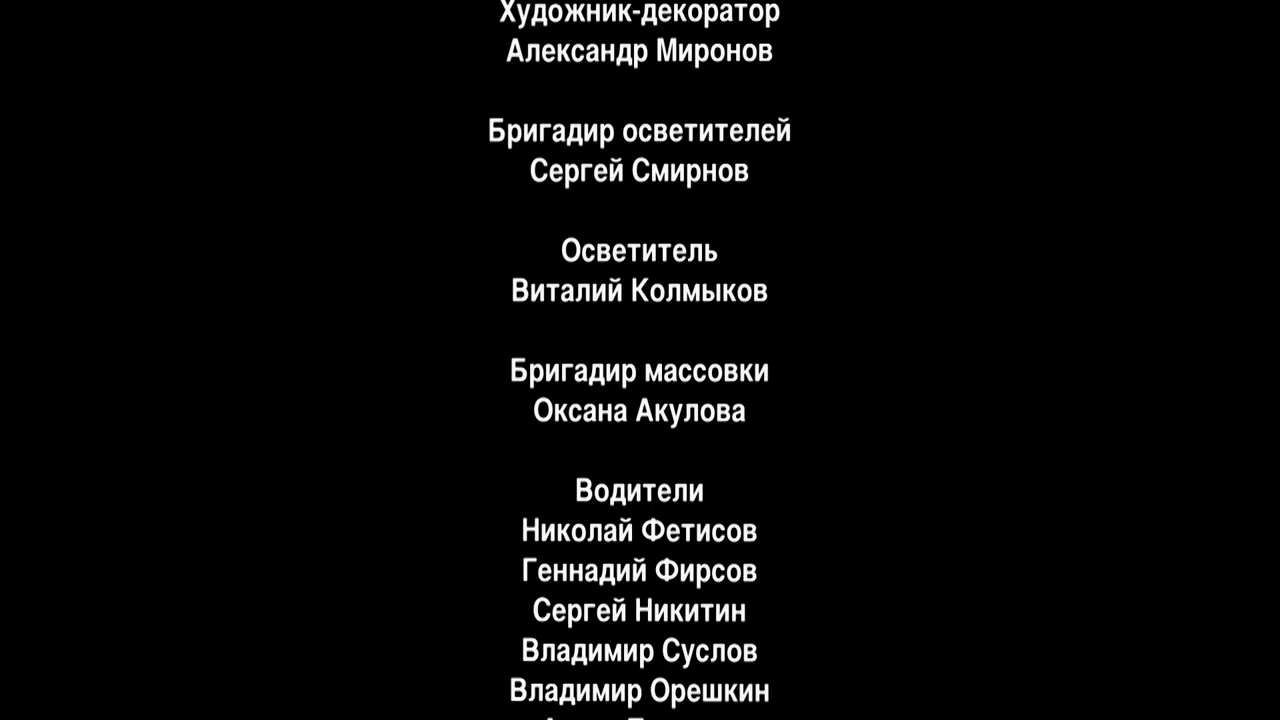 Художник-декоратор
Александр Миронов
Бригадир осветителей
Сергей Смирнов
Осветитель
Виталий Колмыков
Бригадир массовки
Оксана Акулова
Водители
Николай Фетисов
Геннадий Фирсов
Сергей Никитин
Владимир Суслов
Владимир Орешкин